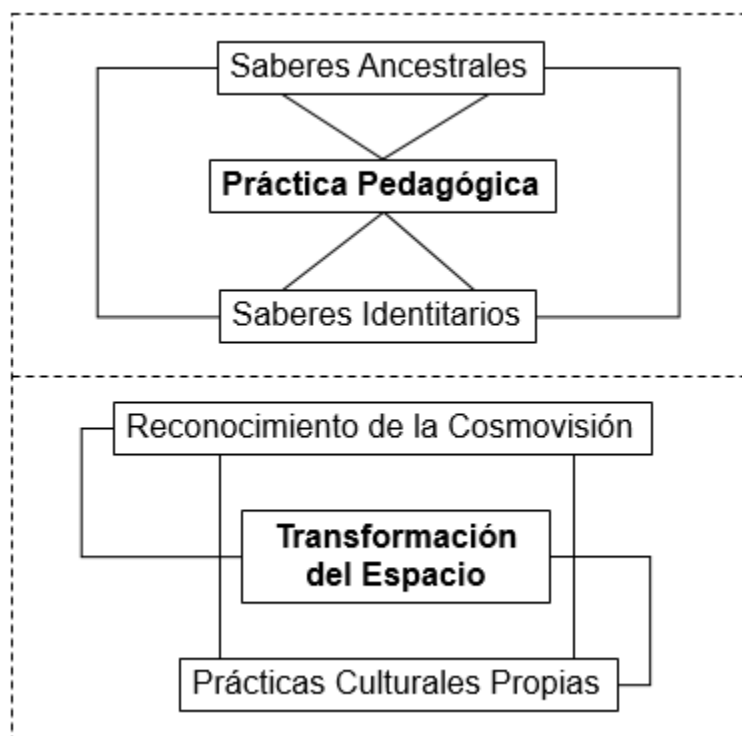 Saberes Ancestrales
Práctica Pedagógica
Saberes Identitarios
Reconocimiento de la Cosmovisión
Transformación
del Espacio
Prácticas Culturales Propias